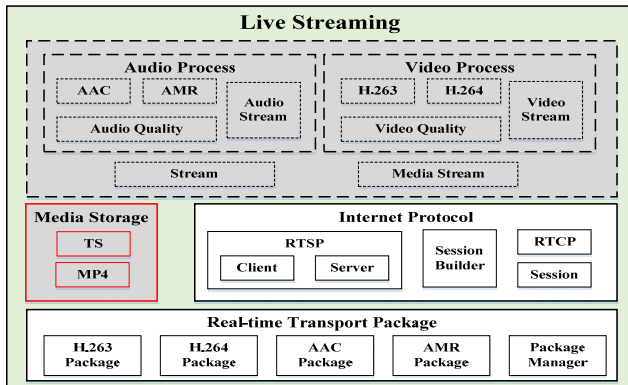 Live Streaming
Audio Process
AAC
AMR
Audio
Stream
Audio Quality
Video Process
H.263
H.264
Video
Stream
Video Quality
Stream
Media Stream
Media Storage
TS
MP4
Internet Protocol
RTSP
Client
Server
Session
Builder
RTCP
Session
Real-time Transport Package
H.263
Package
H.264
Package
AAC
Package
AMR
Package
Package
Manager